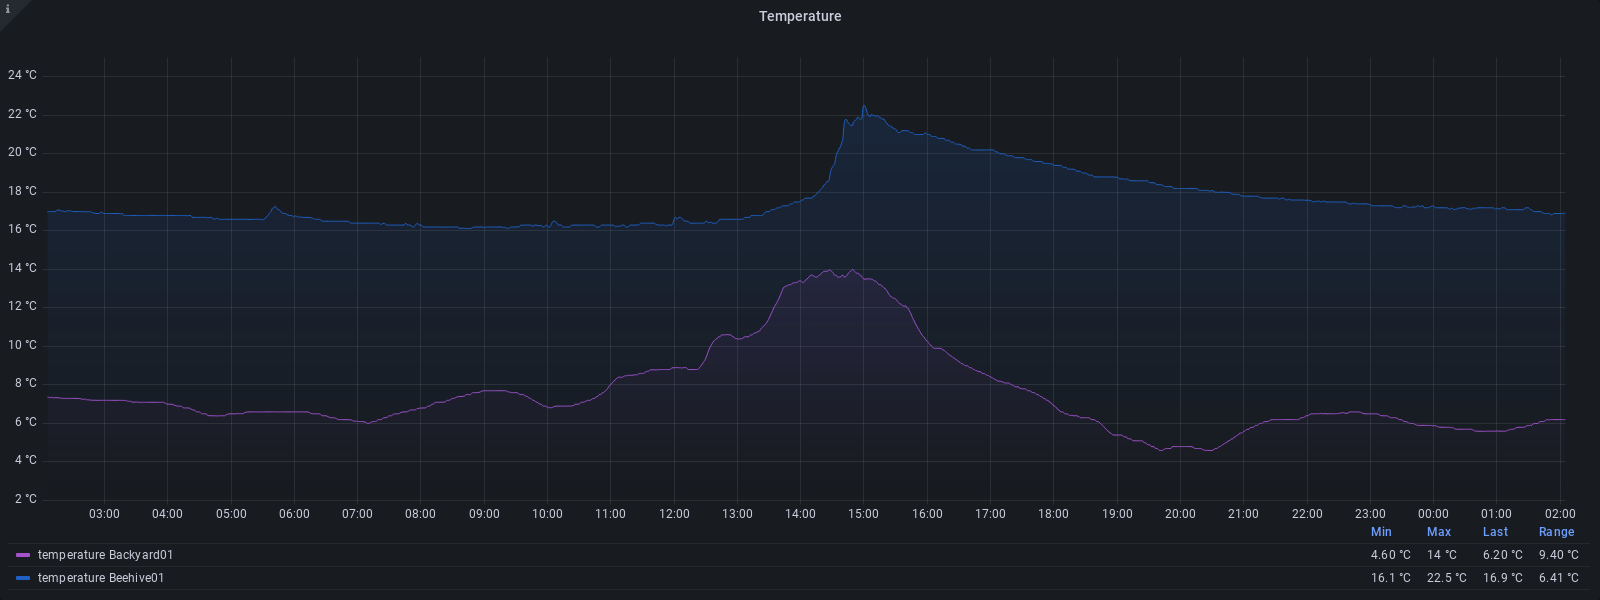 i
Temperature
24 °C
22 °C
20 °C
18 °C
16 °C
14 °C
12 °C
10 °C
8 °C
6 °C
4 °C
2 °C
03:00 04:00 05:00 06:00 07:00 08:00 09:00 10:00 11:00 12:00 13:00 14:00 15:00 16:00 17:00 18:00 19:00 20:00 21:00 22:00 23:00 00:00 01:00 02:00
Min Max Last Range
temperature Backyard01 4.60 °C 14 °C 6.20 °C 9.40 °C
temperature Beehive01 16.1 °C 22.5 °C 16.9 °C 6.41 °C